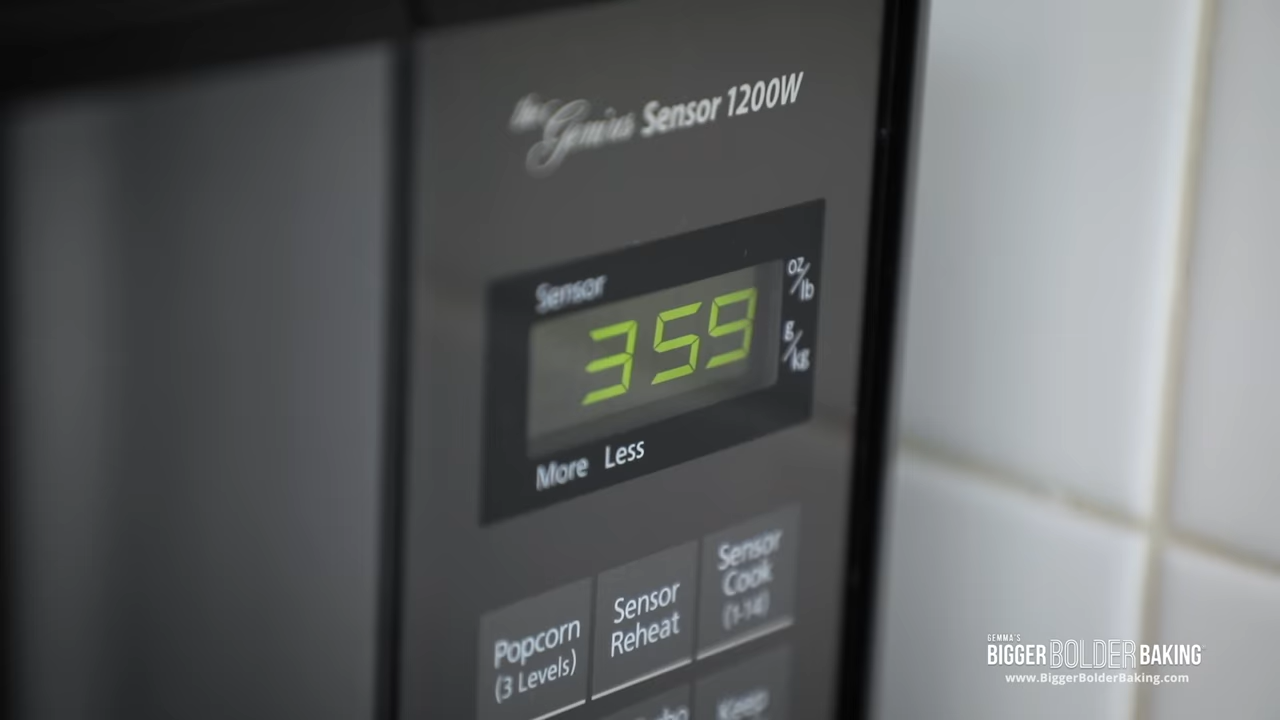 the Genius Sensor 1200W
Sensor
359
oz/lb
g/kg
More Less
Popcorn
(3 Levels)
Sensor
Reheat
Sensor
Cook
(1-14)
Keep
GEMMA'S
BIGGER BOLDER BAKING
www.BiggerBolderBaking.com